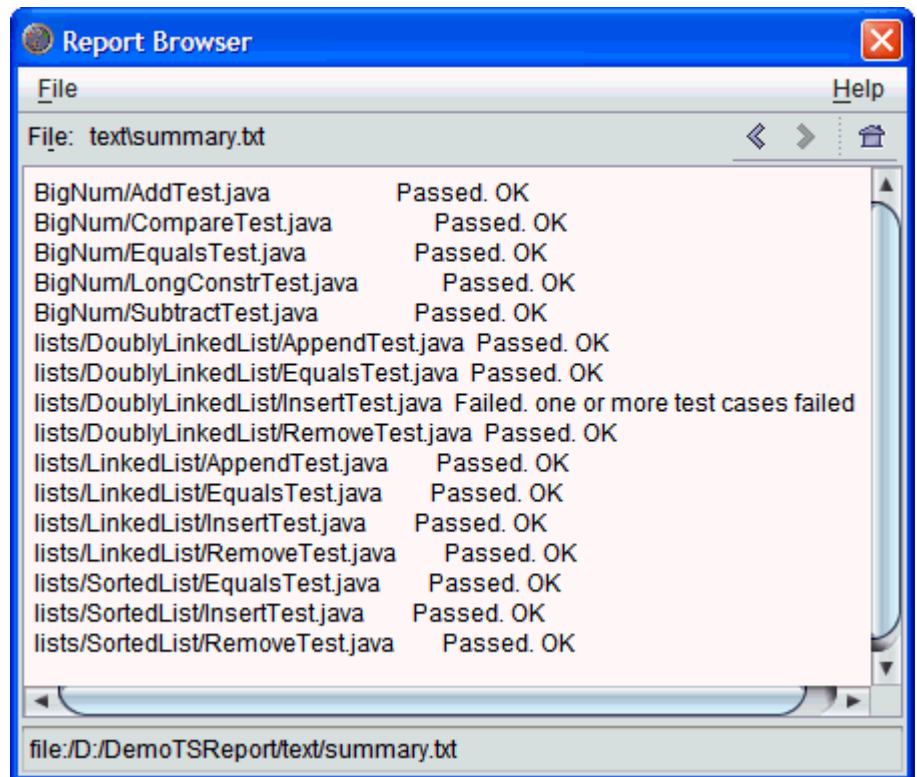 Report Browser
File Help
File: text\summary.txt
BigNum/AddTest.java Passed. OK
BigNum/CompareTest.java Passed. OK
BigNum/EqualsTest.java Passed. OK
BigNum/LongConstrTest.java Passed. OK
BigNum/SubtractTest.java Passed. OK
lists/DoublyLinkedList/AppendTest.java Passed. OK
lists/DoublyLinkedList/EqualsTest.java Passed. OK
lists/DoublyLinkedList/InsertTest.java Failed. one or more test cases failed
lists/DoublyLinkedList/RemoveTest.java Passed. OK
lists/LinkedList/AppendTest.java Passed. OK
lists/LinkedList/EqualsTest.java Passed. OK
lists/LinkedList/InsertTest.java Passed. OK
lists/LinkedList/RemoveTest.java Passed. OK
lists/SortedList/EqualsTest.java Passed. OK
lists/SortedList/InsertTest.java Passed. OK
lists/SortedList/RemoveTest.java Passed. OK
file:/D:/DemoTSReport/text/summary.txt